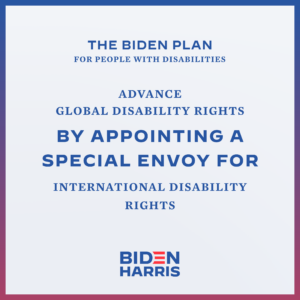 THE BIDEN PLAN
FOR PEOPLE WITH DISABILITIES
ADVANCE
GLOBAL DISABILITY RIGHTS
BY APPOINTING A
SPECIAL ENVOY FOR
INTERNATIONAL DISABILITY
RIGHTS
BIDEN
HARRIS